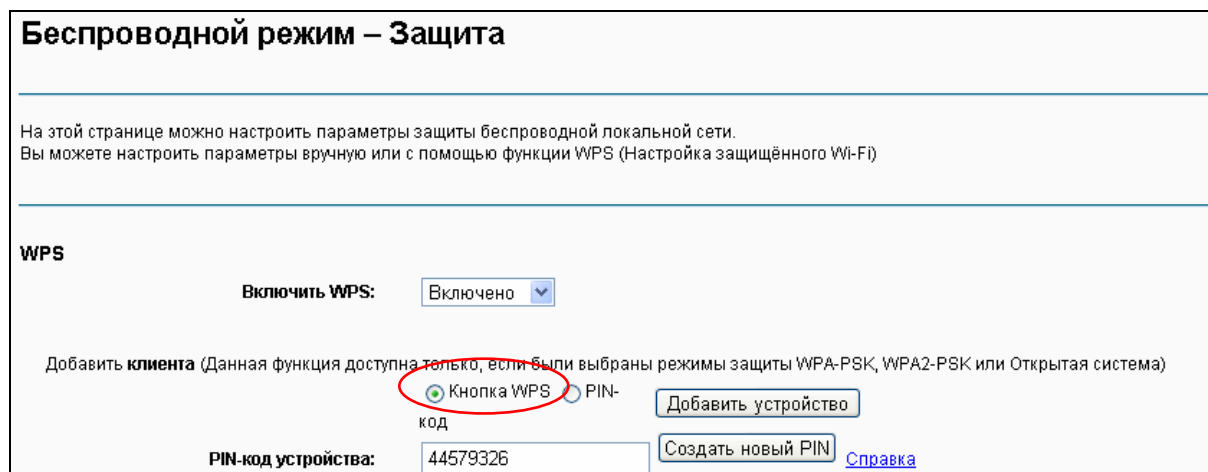 Беспроводной режим – Защита
На этой странице можно настроить параметры защиты беспроводной локальной сети.
Вы можете настроить параметры вручную или с помощью функции WPS (Настройка защищённого Wi-Fi)
WPS
Включить WPS: Включено
Добавить клиента (Данная функция доступна только, если были выбраны режимы защиты WPA-PSK, WPA2-PSK или Открытая система)
Кнопка WPS PIN-
код
Добавить устройство
PIN-код устройства: 44579326 Создать новый PIN Справка